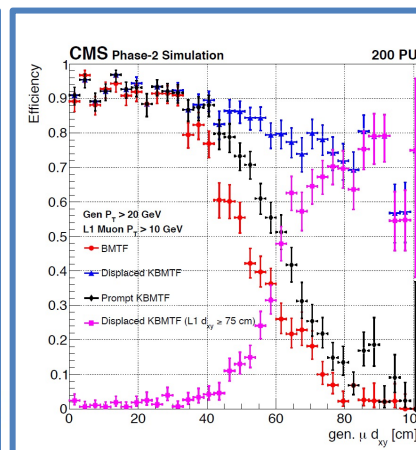 CMS Phase-2 Simulation 200 PU
Efficiency
1
0.9
0.8
0.7
0.6
0.5
0.4
0.3
0.2
0.1
0
Gen P_T > 20 GeV
L1 Muon P_T > 10 GeV
BMTF
Displaced KBMTF
Prompt KBMTF
Displaced KBMTF (L1 d_xy ≥ 75 cm)
0 20 40 60 80 10
gen. μ d_xy [cm]